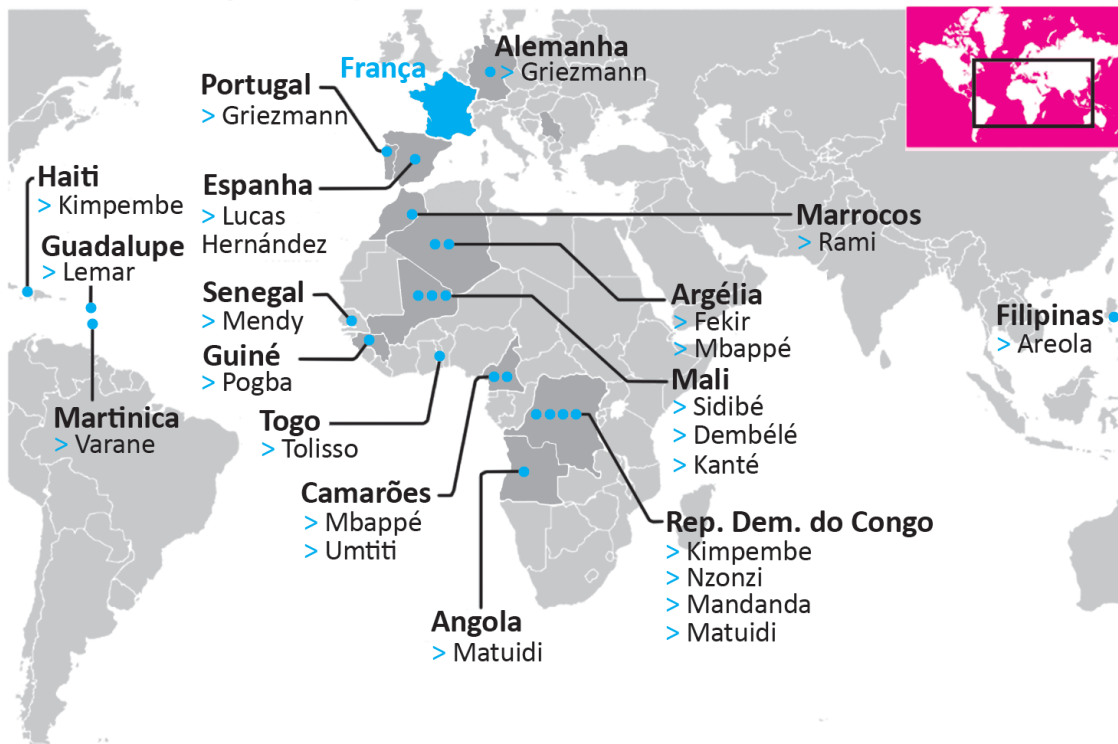 França
Alemanha
> Griezmann
Portugal
> Griezmann
Espanha
> Lucas
Hernández
Haiti
> Kimpembe
Guadalupe
> Lemar
Martinica
> Varane
Senegal
> Mendy
Guiné
> Pogba
Togo
> Tolisso
Camarões
> Mbappé
> Umtiti
Angola
> Matuidi
Marrocos
> Rami
Argélia
> Fekir
> Mbappé
Mali
> Sidibé
> Dembélé
> Kanté
Rep. Dem. do Congo
> Kimpembe
> Nzonzi
> Mandanda
> Matuidi
Filipinas
> Areola